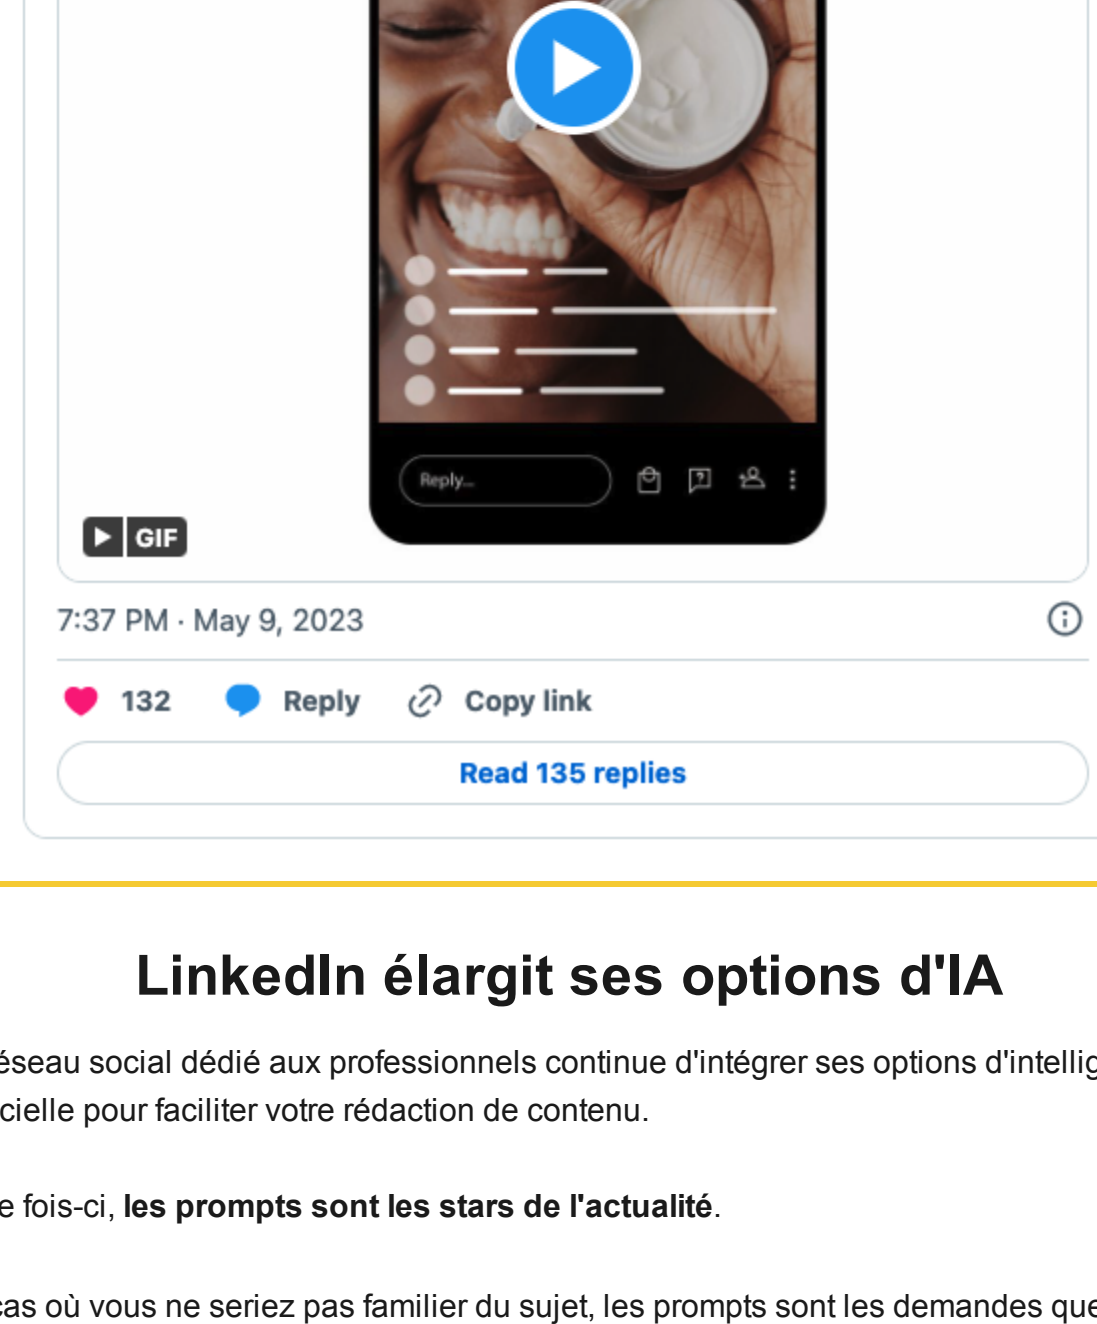 Reply...
GIF
7:37 PM · May 9, 2023
132 Reply Copy link
Read 135 replies
LinkedIn élargit ses options d'IA
éseau social dédié aux professionnels continue d'intégrer ses options d'intellig
cielle pour faciliter votre rédaction de contenu.
e fois-ci, les prompts sont les stars de l'actualité.
cas où vous ne seriez pas familier du sujet, les prompts sont les demandes que